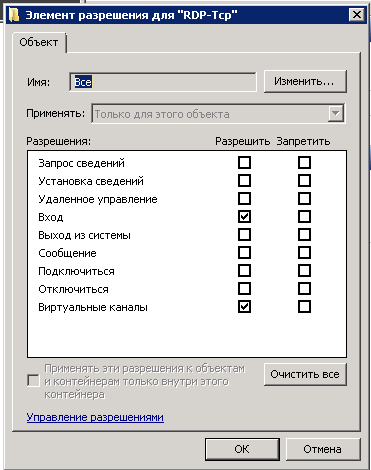 Элемент разрешения для "RDP-Tcp"
Объект
Имя: Все Изменить...
Применять: Только для этого объекта
Разрешения: Разрешить Запретить
Запрос сведений
Установка сведений
Удаленное управление
Вход
Выход из системы
Сообщение
Подключиться
Отключиться
Виртуальные каналы
Применять эти разрешения к объектам
и контейнерам только внутри этого
контейнера
Очистить все
Управление разрешениями
ОК Отмена